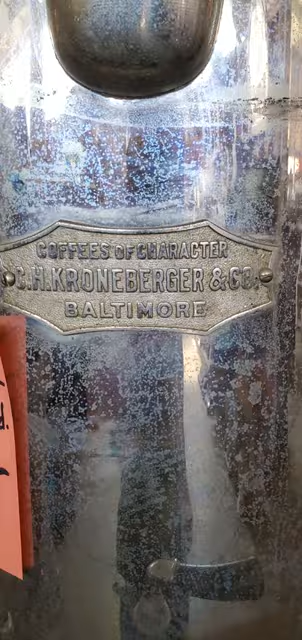 COFFEES OF CHARACTER
C.H. KRONEBERGER & CO.
BALTIMORE